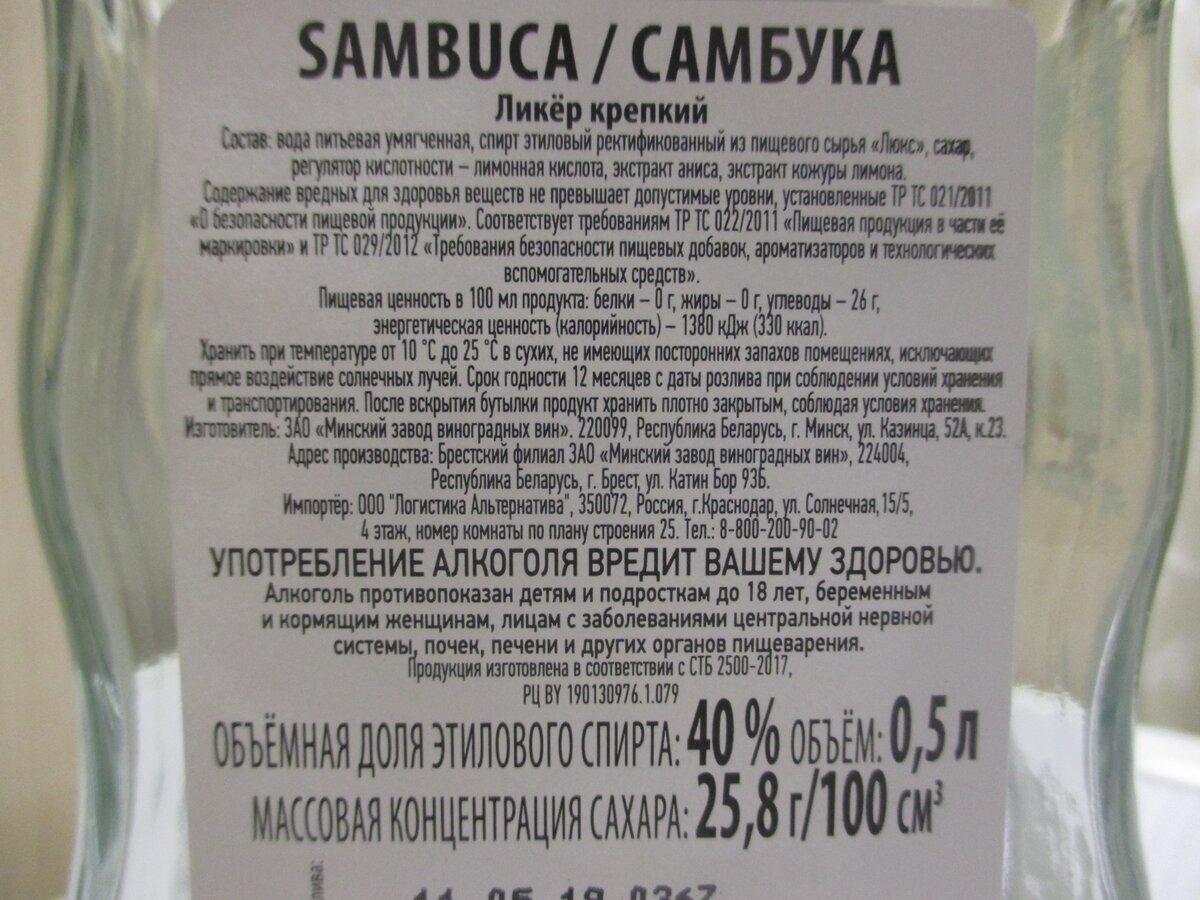 SAMBUCA / САМБУКА
Ликёр крепкий
Состав: вода питьевая умягченная, спирт этиловый ректификованный из пищевого сырья «Люкс», сахар,
регулятор кислотности – лимонная кислота, экстракт аниса, экстракт кожуры лимона.
Содержание вредных для здоровья веществ не превышает допустимые уровни, установленные ТР ТС 021/2011
«О безопасности пищевой продукции». Соответствует требованиям ТР ТС 022/2011 «Пищевая продукция в части её
маркировки» и ТР ТС 029/2012 «Требования безопасности пищевых добавок, ароматизаторов и технологических
вспомогательных средств».
Пищевая ценность в 100 мл продукта: белки – 0 г, жиры – 0 г, углеводы – 26 г,
энергетическая ценность (калорийность) – 1380 кДж (330 ккал).
Хранить при температуре от 10 °С до 25 °С в сухих, не имеющих посторонних запахов помещениях, исключающих
прямое воздействие солнечных лучей. Срок годности 12 месяцев с даты розлива при соблюдении условий хранения
и транспортирования. После вскрытия бутылки продукт хранить плотно закрытым, соблюдая условия хранения.
Изготовитель: ЗАО «Минский завод виноградных вин». 220099, Республика Беларусь, г. Минск, ул. Казинца, 52А, к.23.
Адрес производства: Брестский филиал ЗАО «Минский завод виноградных вин», 224004,
Республика Беларусь, г. Брест, ул. Катин Бор 93Б.
Импортёр: ООО "Логистика Альтернатива", 350072, Россия, г.Краснодар, ул. Солнечная,15/5,
4 этаж, номер комнаты по плану строения 25. Тел.: 8-800-200-90-02
УПОТРЕБЛЕНИЕ АЛКОГОЛЯ ВРЕДИТ ВАШЕМУ ЗДОРОВЬЮ.
Алкоголь противопоказан детям и подросткам до 18 лет, беременным
и кормящим женщинам, лицам с заболеваниями центральной нервной
системы, почек, печени и других органов пищеварения.
Продукция изготовлена в соответствии с СТБ 2500-2017,
РЦ BY 190130976.1.079
ОБЪЁМНАЯ ДОЛЯ ЭТИЛОВОГО СПИРТА: 40 % ОБЪЁМ: 0,5 л
МАССОВАЯ КОНЦЕНТРАЦИЯ САХАРА: 25,8 г/100 см³